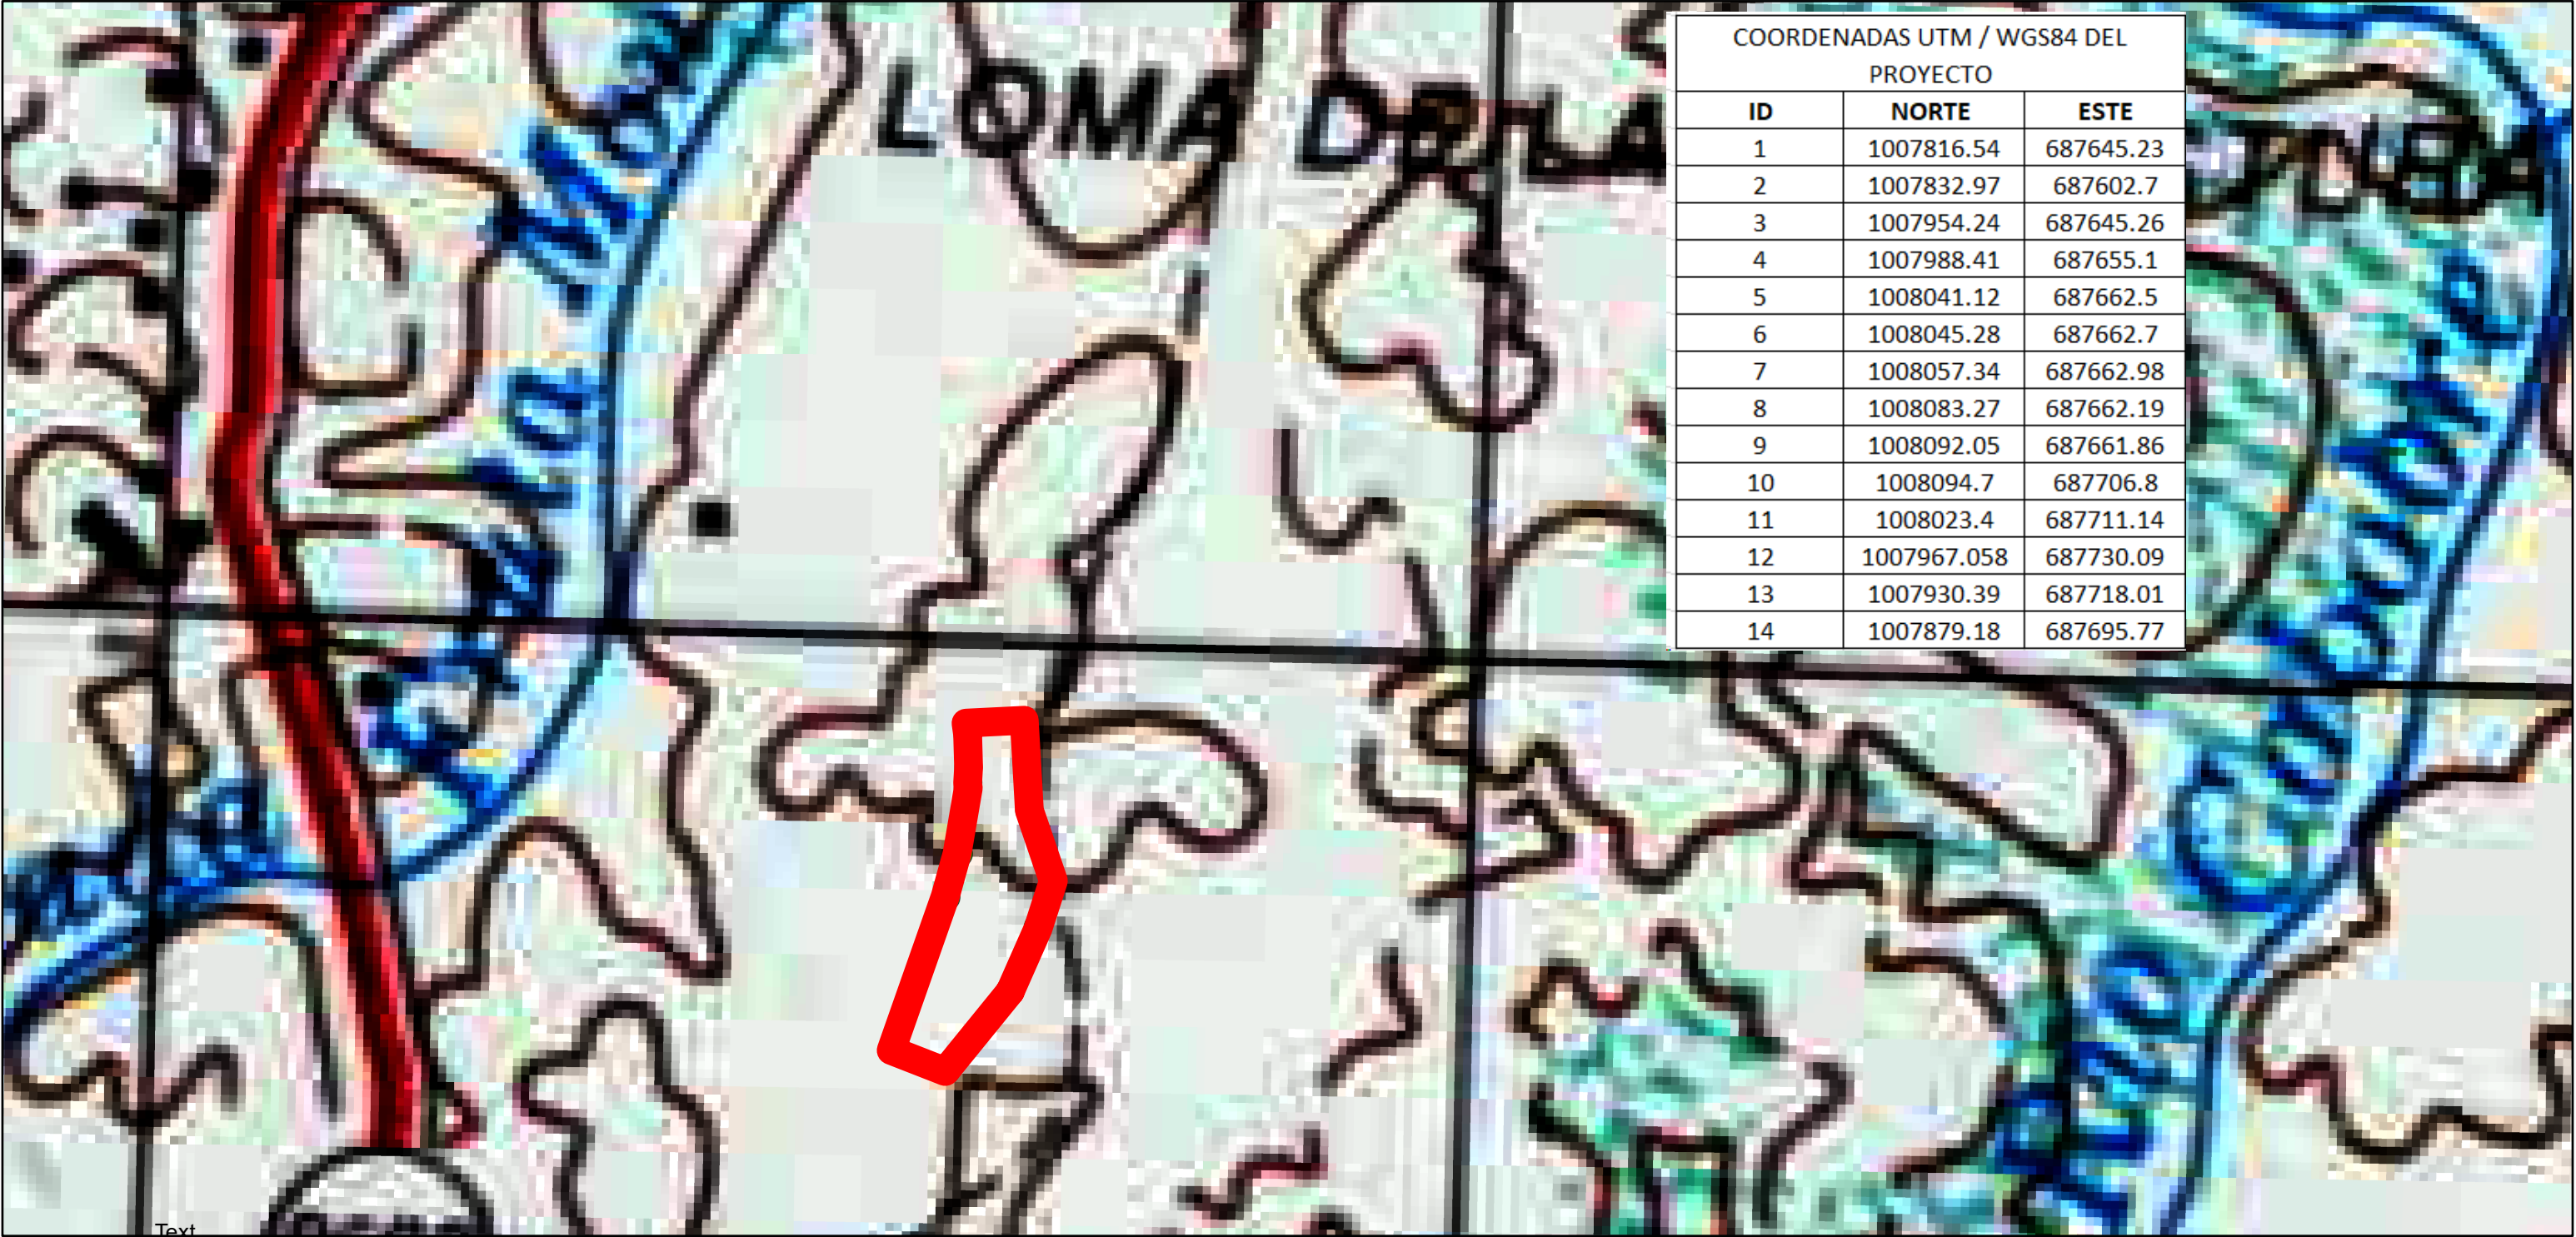 LOMA DE LA
COORDENADAS UTM / WGS84 DEL
PROYECTO
ID NORTE ESTE
1 1007816.54 687645.23
2 1007832.97 687602.7
3 1007954.24 687645.26
4 1007988.41 687655.1
5 1008041.12 687662.5
6 1008045.28 687662.7
7 1008057.34 687662.98
8 1008083.27 687662.19
9 1008092.05 687661.86
10 1008094.7 687706.8
11 1008023.4 687711.14
12 1007967.058 687730.09
13 1007930.39 687718.01
14 1007879.18 687695.77
Text